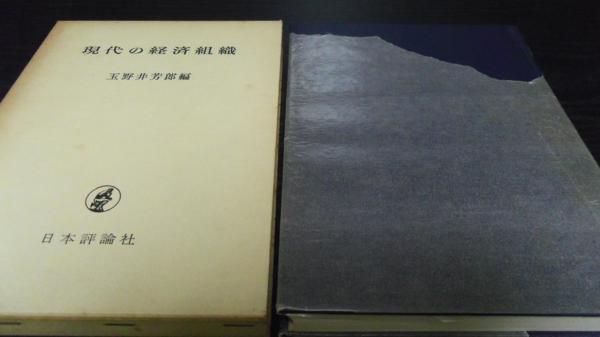 現代の経済組織
玉野井芳郎編
日本評論社